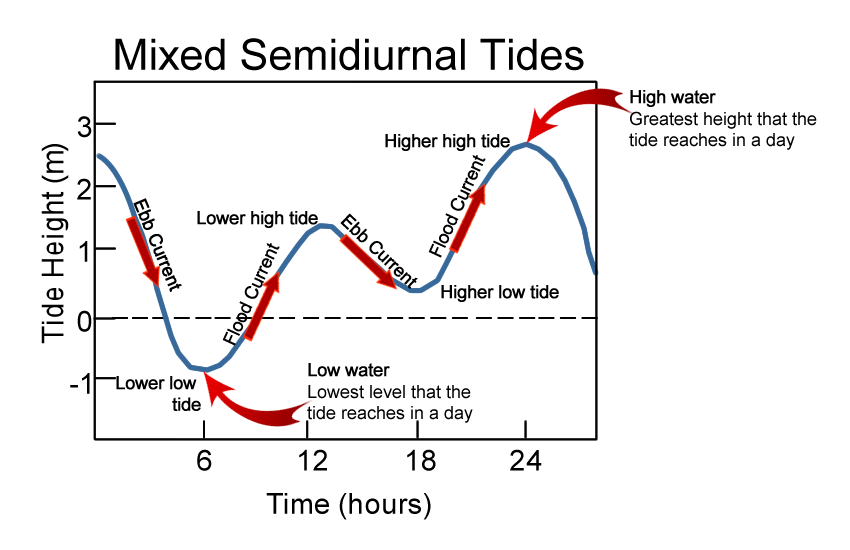 Mixed Semidiurnal Tides
High water
Greatest height that the
tide reaches in a day
Higher high tide
3
2
1
0
-1
Tide Height (m)
Ebb Current
Lower high tide
Flood Current
Ebb Current
Flood Current
Higher low tide
Lower low
tide
Low water
Lowest level that the
tide reaches in a day
6
12
18
24
Time (hours)